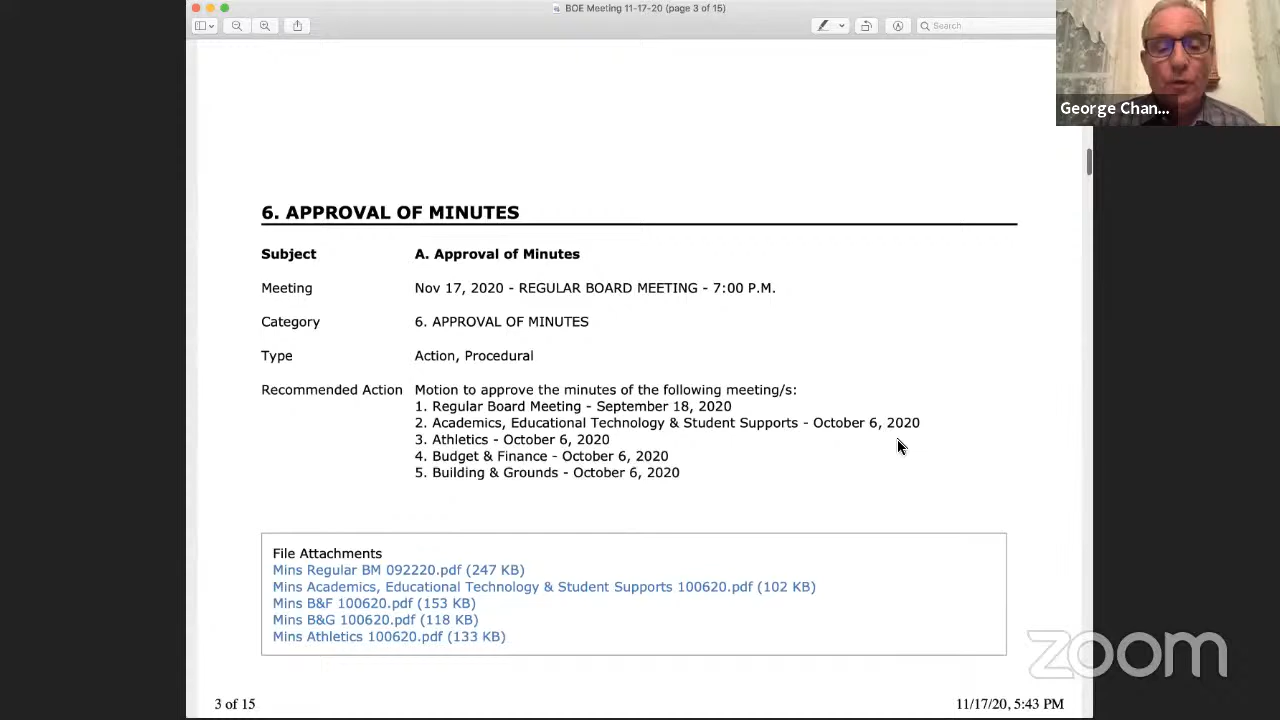 BOE Meeting 11-17-20 (page 3 of 15)
Search
George Chan...
6. APPROVAL OF MINUTES
Subject A. Approval of Minutes
Meeting Nov 17, 2020 - REGULAR BOARD MEETING - 7:00 P.M.
Category 6. APPROVAL OF MINUTES
Type Action, Procedural
Recommended Action Motion to approve the minutes of the following meeting/s:
1. Regular Board Meeting - September 18, 2020
2. Academics, Educational Technology & Student Supports - October 6, 2020
3. Athletics - October 6, 2020
4. Budget & Finance - October 6, 2020
5. Building & Grounds - October 6, 2020
File Attachments
Mins Regular BM 092220.pdf (247 KB)
Mins Academics, Educational Technology & Student Supports 100620.pdf (102 KB)
Mins B&F 100620.pdf (153 KB)
Mins B&G 100620.pdf (118 KB)
Mins Athletics 100620.pdf (133 KB)
zoom
3 of 15 11/17/20, 5:43 PM